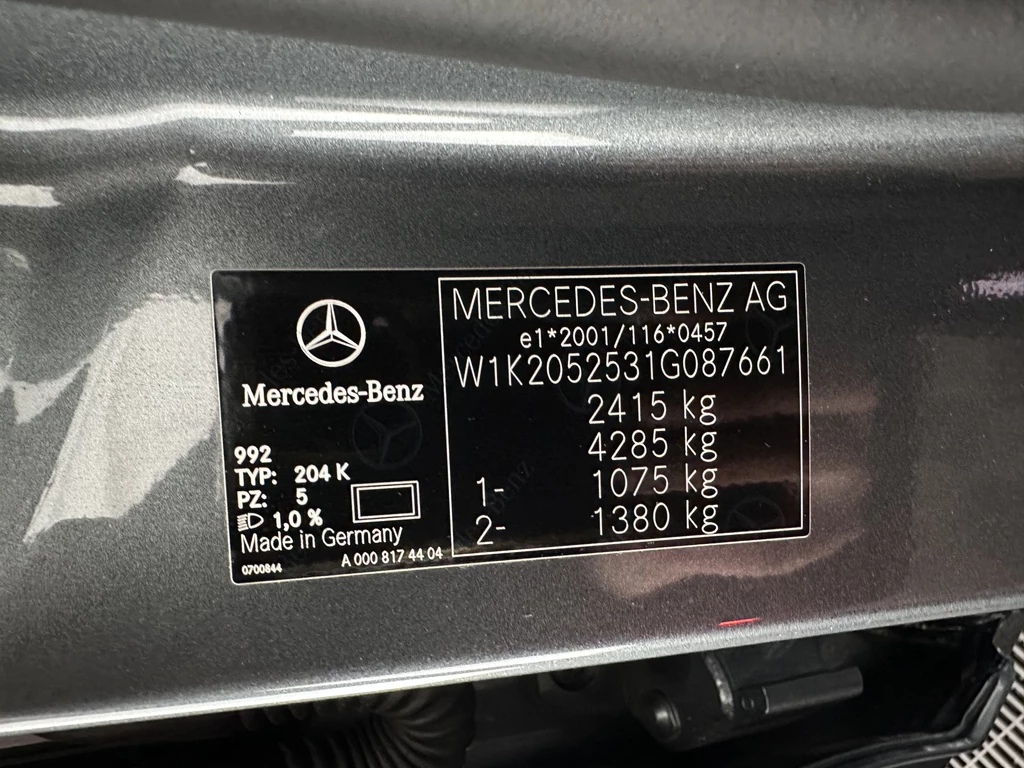 Mercedes-Benz
992
TYP: 204 K
PZ: 5
1,0 %
Made in Germany
0700844
A 000 817 44 04
MERCEDES-BENZ AG
e1*2001/116*0457
W1K2052531G087661
2415 kg
4285 kg
1- 1075 kg
2- 1380 kg